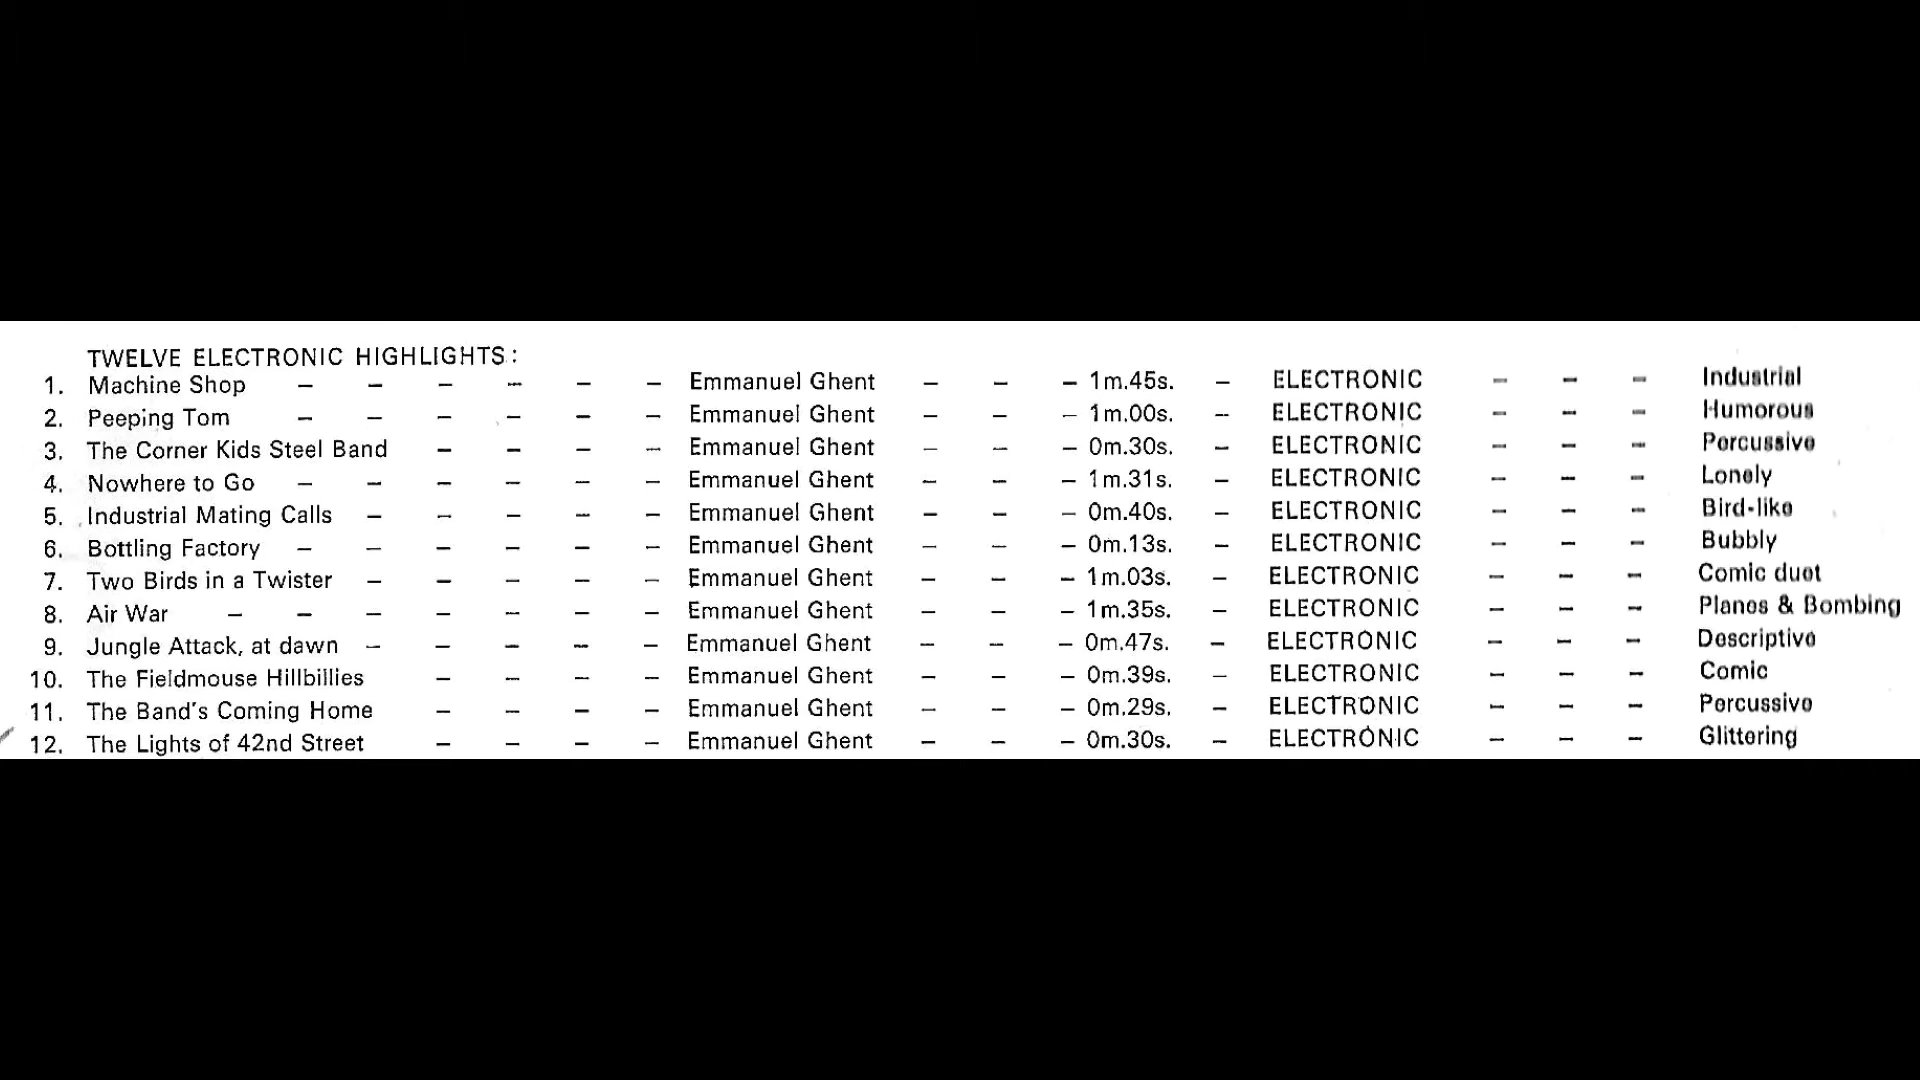 TWELVE ELECTRONIC HIGHLIGHTS:
1. Machine Shop – – – – – – Emmanuel Ghent – – – 1m.45s. – ELECTRONIC – – – Industrial
2. Peeping Tom – – – – – – Emmanuel Ghent – – – 1m.00s. – ELECTRONIC – – – Humorous
3. The Corner Kids Steel Band – – – – Emmanuel Ghent – – – 0m.30s. – ELECTRONIC – – – Percussive
4. Nowhere to Go – – – – – – Emmanuel Ghent – – – 1m.31s. – ELECTRONIC – – – Lonely
5. Industrial Mating Calls – – – – – Emmanuel Ghent – – – 0m.40s. – ELECTRONIC – – – Bird-like
6. Bottling Factory – – – – – – Emmanuel Ghent – – – 0m.13s. – ELECTRONIC – – – Bubbly
7. Two Birds in a Twister – – – – – Emmanuel Ghent – – – 1m.03s. – ELECTRONIC – – – Comic duet
8. Air War – – – – – – – Emmanuel Ghent – – – 1m.35s. – ELECTRONIC – – – Planes & Bombing
9. Jungle Attack, at dawn – – – – – Emmanuel Ghent – – – 0m.47s. – ELECTRONIC – – – Descriptive
10. The Fieldmouse Hillbillies – – – – Emmanuel Ghent – – – 0m.39s. – ELECTRONIC – – – Comic
11. The Band's Coming Home – – – – Emmanuel Ghent – – – 0m.29s. – ELECTRONIC – – – Percussive
12. The Lights of 42nd Street – – – – Emmanuel Ghent – – – 0m.30s. – ELECTRONIC – – – Glittering